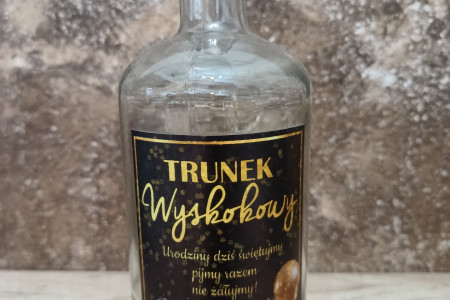 TRUNEK
Wyskokowy
Urodziny dziś świętujmy
pijmy razem
nie żałujmy!